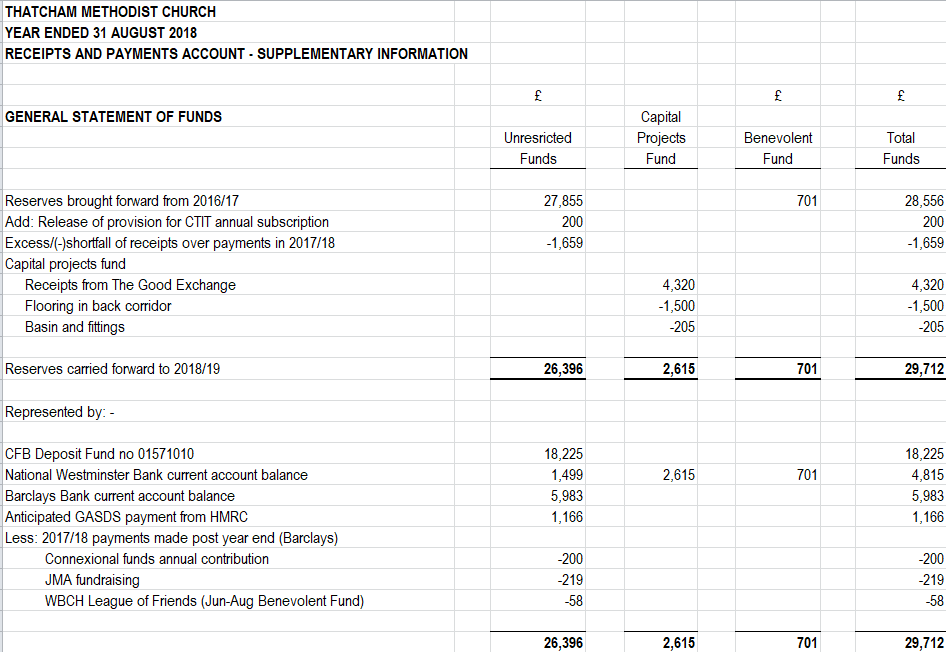 THATCHAM METHODIST CHURCH
YEAR ENDED 31 AUGUST 2018
RECEIPTS AND PAYMENTS ACCOUNT - SUPPLEMENTARY INFORMATION
£ £ £
GENERAL STATEMENT OF FUNDS Capital
Unresricted Projects Benevolent Total
Funds Fund Fund Funds
Reserves brought forward from 2016/17 27,855 701 28,556
Add: Release of provision for CTIT annual subscription 200 200
Excess/(-)shortfall of receipts over payments in 2017/18 -1,659 -1,659
Capital projects fund
Receipts from The Good Exchange 4,320 4,320
Flooring in back corridor -1,500 -1,500
Basin and fittings -205 -205
Reserves carried forward to 2018/19 26,396 2,615 701 29,712
Represented by: -
CFB Deposit Fund no 01571010 18,225 18,225
National Westminster Bank current account balance 1,499 2,615 701 4,815
Barclays Bank current account balance 5,983 5,983
Anticipated GASDS payment from HMRC 1,166 1,166
Less: 2017/18 payments made post year end (Barclays)
Connexional funds annual contribution -200 -200
JMA fundraising -219 -219
WBCH League of Friends (Jun-Aug Benevolent Fund) -58 -58
26,396 2,615 701 29,712